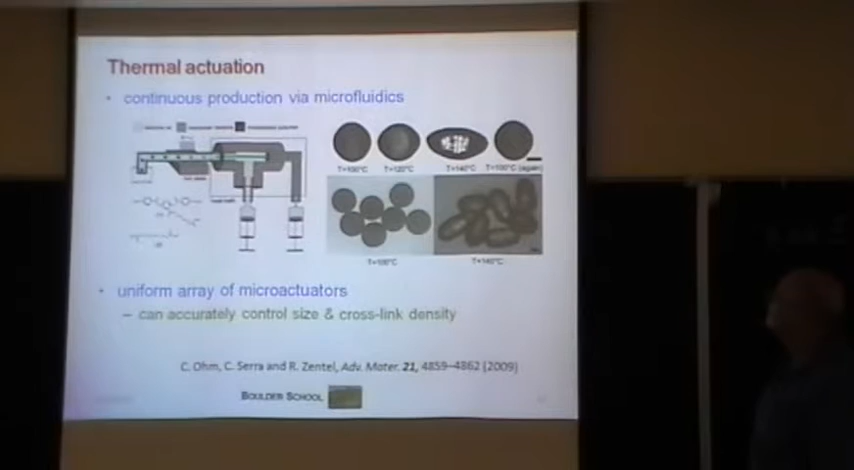 Thermal actuation
• continuous production via microfluidics
T=100°C T=120°C T=140°C T=100°C (again)
T=100°C T=140°C
• uniform array of microactuators
– can accurately control size & cross-link density
C. Ohm, C. Serra and R. Zentel, Adv. Mater. 21, 4859–4862 (2009)
BOULDER SCHOOL